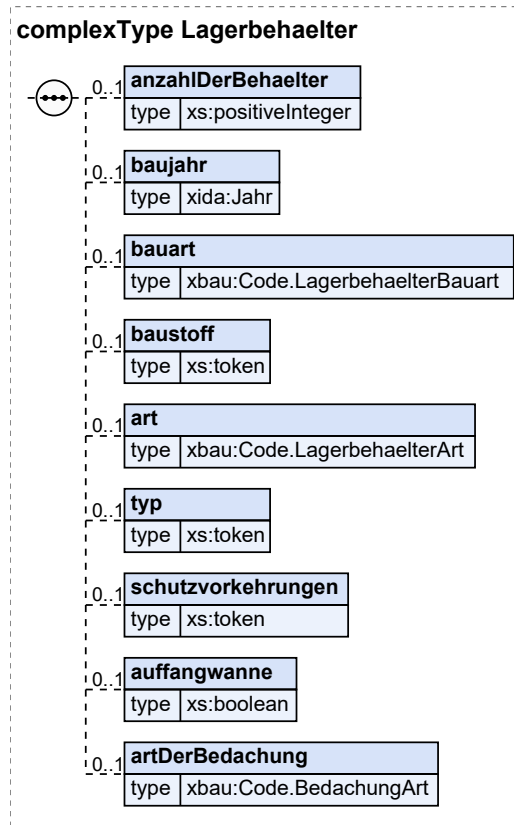 complexType Lagerbehaelter
0..1 anzahlDerBehaelter
type xs:positiveInteger
0..1 baujahr
type xida:Jahr
0..1 bauart
type xbau:Code.LagerbehaelterBauart
0..1 baustoff
type xs:token
0..1 art
type xbau:Code.LagerbehaelterArt
0..1 typ
type xs:token
0..1 schutzvorkehrungen
type xs:token
0..1 auffangwanne
type xs:boolean
0..1 artDerBedachung
type xbau:Code.BedachungArt